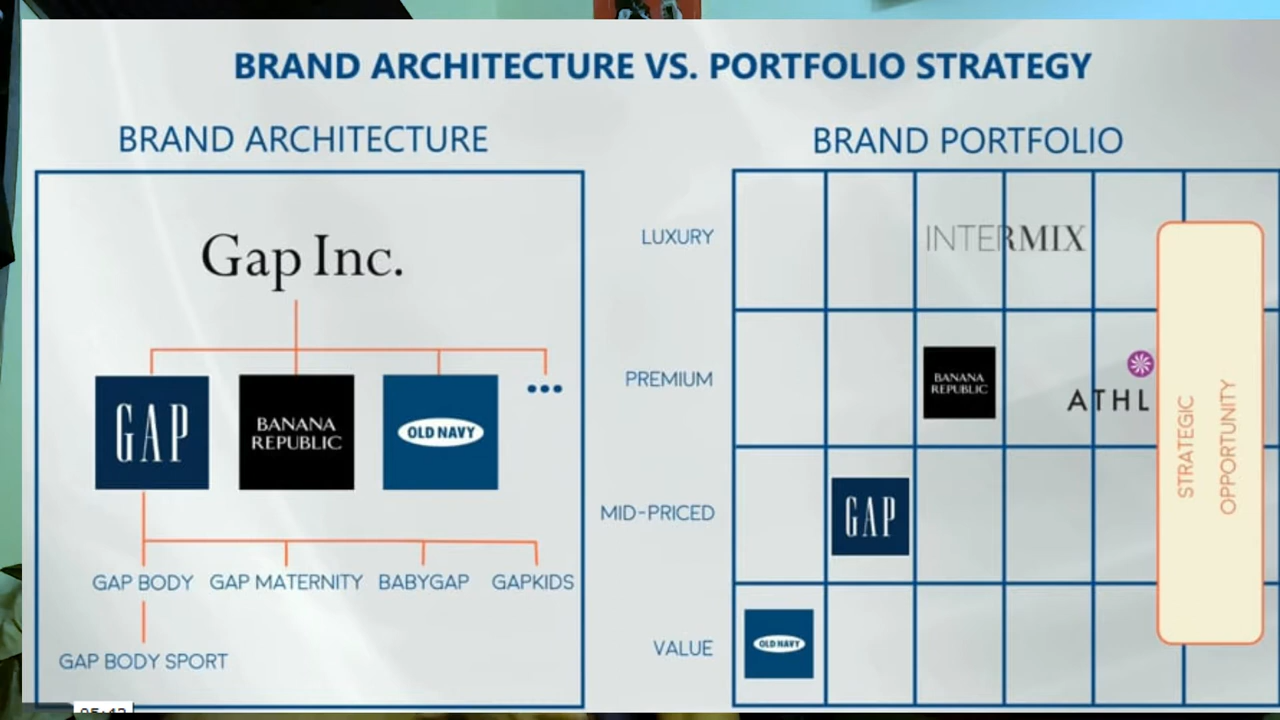 BRAND ARCHITECTURE VS. PORTFOLIO STRATEGY
BRAND ARCHITECTURE
Gap Inc.
GAP
BANANA
REPUBLIC
OLD NAVY
GAP BODY
GAP MATERNITY
BABYGAP
GAPKIDS
GAP BODY SPORT
BRAND PORTFOLIO
LUXURY
INTERMIX
PREMIUM
BANANA
REPUBLIC
ATHL
MID-PRICED
GAP
VALUE
OLD NAVY
STRATEGIC
OPPORTUNITY